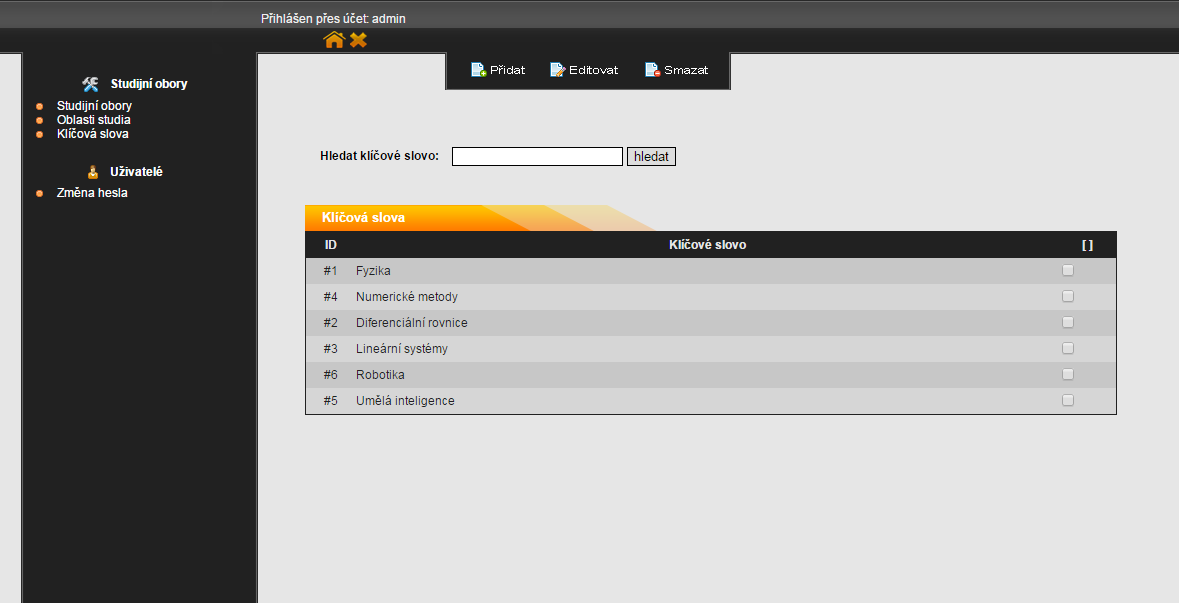 Přihlášen přes účet: admin
Přidat Editovat Smazat
Studijní obory
Studijní obory
Oblasti studia
Klíčová slova
Uživatelé
Změna hesla
Hledat klíčové slovo: hledat
Klíčová slova
ID Klíčové slovo [ ]
#1 Fyzika
#4 Numerické metody
#2 Diferenciální rovnice
#3 Lineární systémy
#6 Robotika
#5 Umělá inteligence